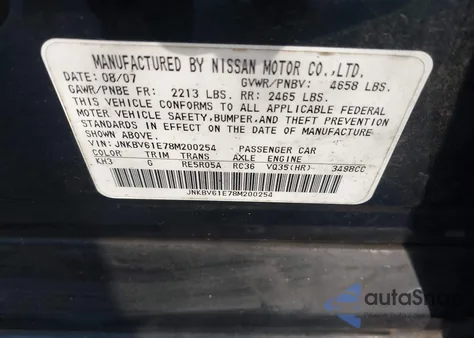 MANUFACTURED BY NISSAN MOTOR CO.,LTD.
DATE: 08/07 GVWR/PNBV: 4658 LBS.
GAWR/PNBE FR: 2213 LBS. RR: 2465 LBS.
THIS VEHICLE CONFORMS TO ALL APPLICABLE FEDERAL
MOTOR VEHICLE SAFETY, BUMPER, AND THEFT PREVENTION
STANDARDS IN EFFECT ON THE DATE OF MANUFACTURE
SHOWN ABOVE.
VIN: JNKBV61E78M200254 PASSENGER CAR
COLOR TRIM TRANS AXLE ENGINE
KH3 G RE5R05A RC36 VQ35(HR) 3498CC
JNKBV61E78M200254
autaSnap